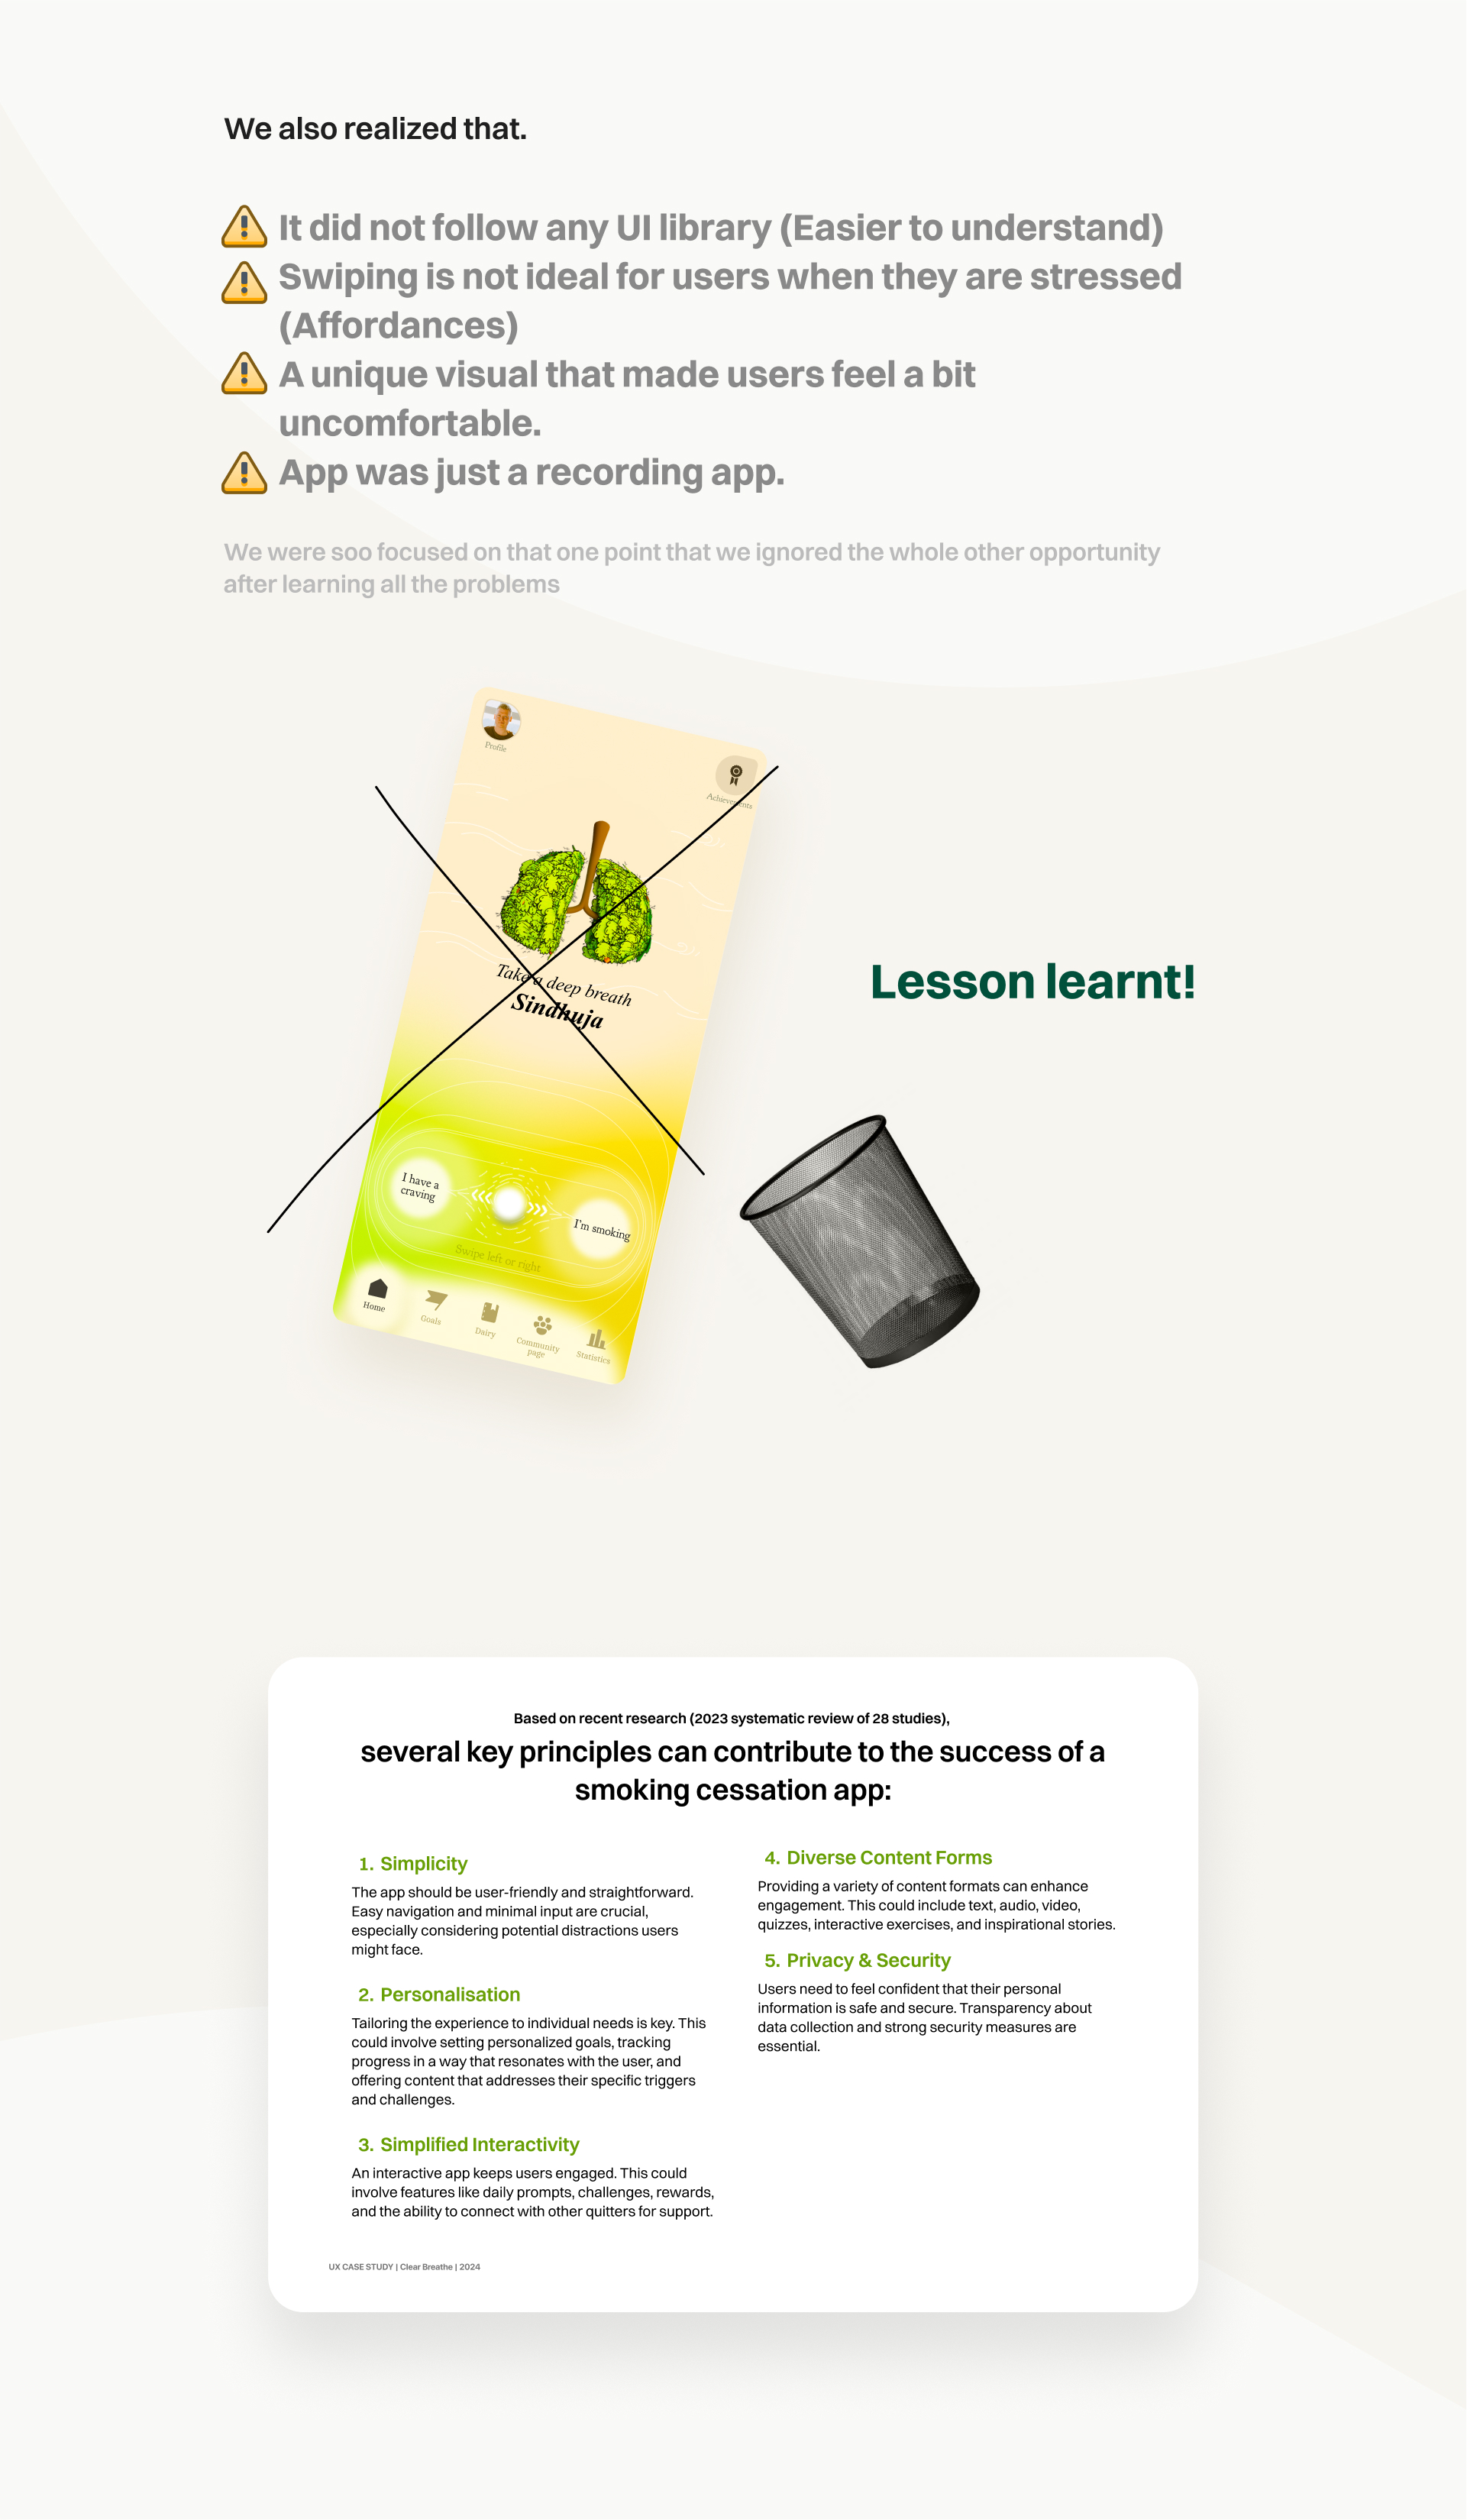 We also realized that.
It did not follow any UI library (Easier to understand)
Swiping is not ideal for users when they are stressed
(Affordances)
A unique visual that made users feel a bit
uncomfortable.
App was just a recording app.
We were soo focused on that one point that we ignored the whole other opportunity
after learning all the problems
Profile
Achievements
Take a deep breath
Sindhuja
I have a
craving
I'm smoking
Swipe left or right
Home
Goals
Dairy
Community
page
Statistics
Lesson learnt!
Based on recent research (2023 systematic review of 28 studies),
several key principles can contribute to the success of a
smoking cessation app:
1. Simplicity
The app should be user-friendly and straightforward.
Easy navigation and minimal input are crucial,
especially considering potential distractions users
might face.
2. Personalisation
Tailoring the experience to individual needs is key. This
could involve setting personalized goals, tracking
progress in a way that resonates with the user, and
offering content that addresses their specific triggers
and challenges.
3. Simplified Interactivity
An interactive app keeps users engaged. This could
involve features like daily prompts, challenges, rewards,
and the ability to connect with other quitters for support.
4. Diverse Content Forms
Providing a variety of content formats can enhance
engagement. This could include text, audio, video,
quizzes, interactive exercises, and inspirational stories.
5. Privacy & Security
Users need to feel confident that their personal
information is safe and secure. Transparency about
data collection and strong security measures are
essential.
UX CASE STUDY | Clear Breathe | 2024